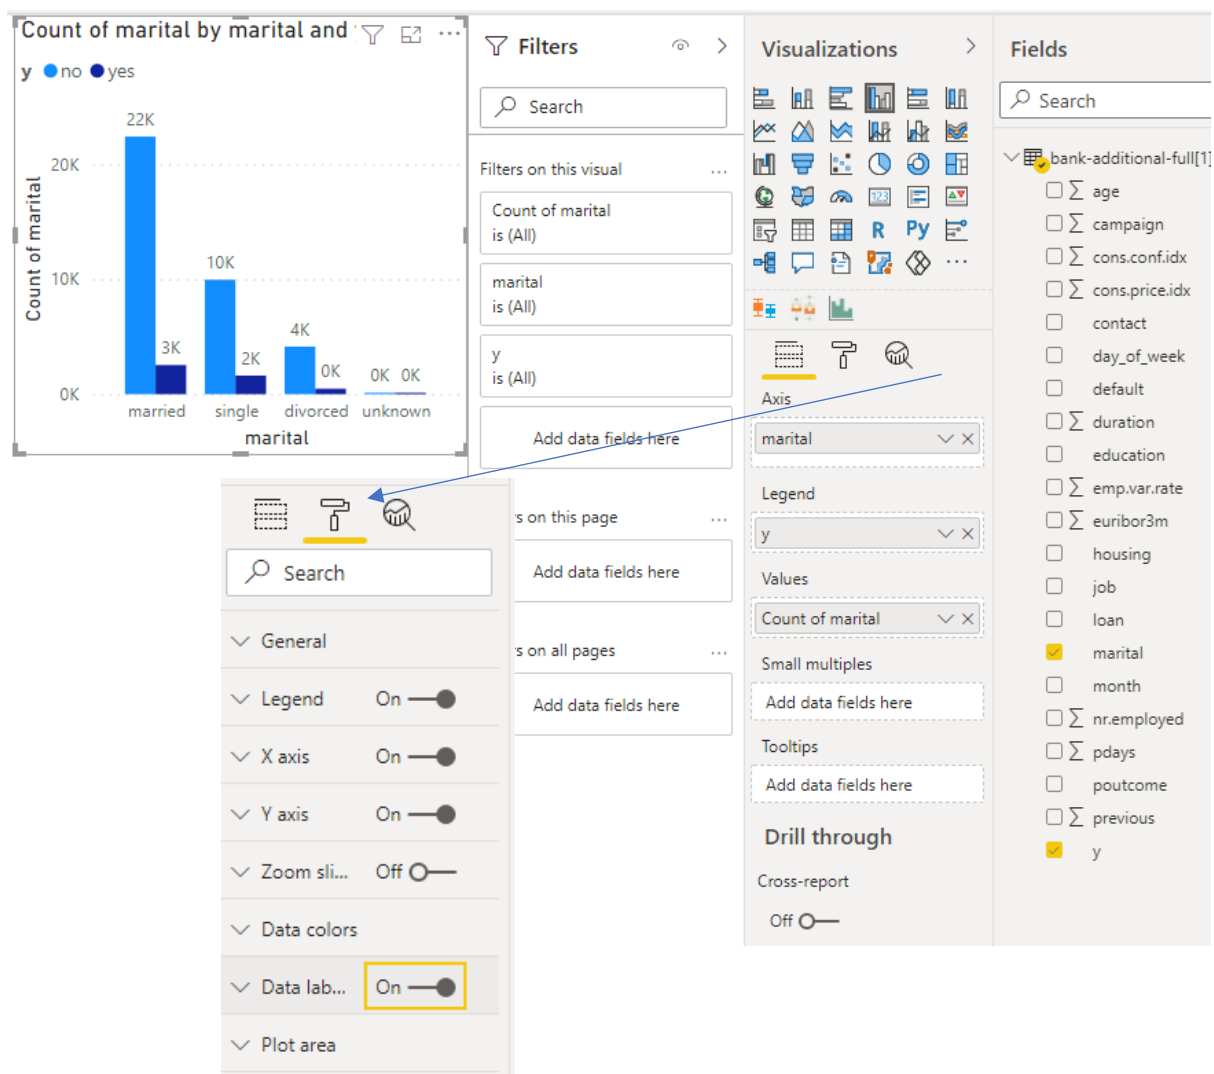 Count of marital by marital and
y no yes
22K
20K
10K
10K
4K
3K
2K
0K
0K 0K
0K
married single divorced unknown
marital
Count of marital
Filters
Search
Filters on this visual ...
Count of marital
is (All)
marital
is (All)
y
is (All)
Add data fields here
s on this page ...
Add data fields here
s on all pages ...
Add data fields here
Search
General
Legend On
X axis On
Y axis On
Zoom sli... Off
Data colors
Data lab... On
Plot area
Visualizations
123
R Py
...
Axis
marital
Legend
y
Values
Count of marital
Small multiples
Add data fields here
Tooltips
Add data fields here
Drill through
Cross-report
Off
Fields
Search
bank-additional-full[1]
∑ age
∑ campaign
∑ cons.conf.idx
∑ cons.price.idx
contact
day_of_week
default
∑ duration
education
∑ emp.var.rate
∑ euribor3m
housing
job
loan
marital
month
∑ nr.employed
∑ pdays
poutcome
∑ previous
y